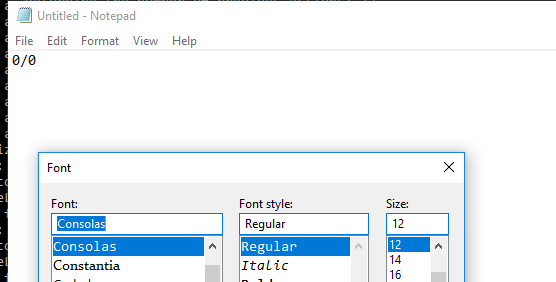 Untitled - Notepad
File Edit Format View Help
0/0
Font
Font: Font style: Size:
Consolas Regular 12
Consolas Regular 12
Constantia Italic 14
16